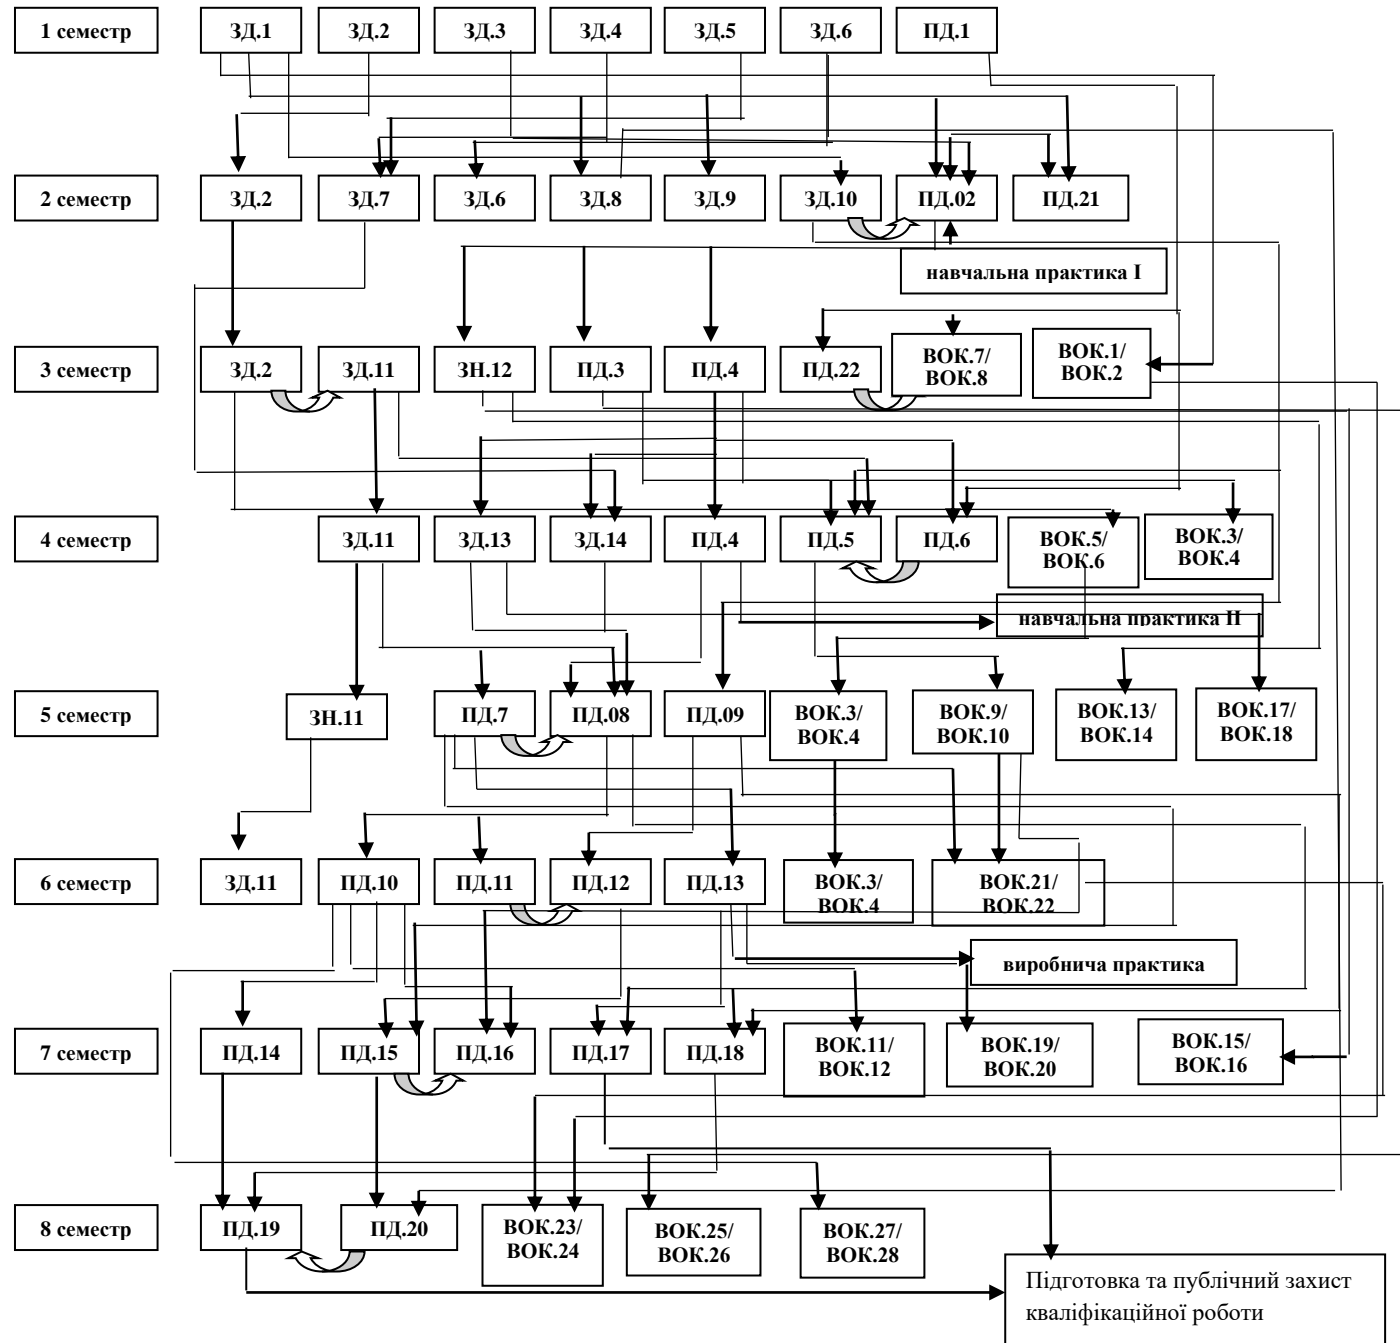 1 семестр
ЗД.1
ЗД.2
ЗД.3
ЗД.4
ЗД.5
ЗД.6
ПД.1
2 семестр
ЗД.2
ЗД.7
ЗД.6
ЗД.8
ЗД.9
ЗД.10
ПД.02
ПД.21
навчальна практика І
3 семестр
ЗД.2
ЗД.11
ЗН.12
ПД.3
ПД.4
ПД.22
ВОК.7/
ВОК.8
ВОК.1/
ВОК.2
4 семестр
ЗД.11
ЗД.13
ЗД.14
ПД.4
ПД.5
ПД.6
ВОК.5/
ВОК.6
ВОК.3/
ВОК.4
навчальна практика ІІ
5 семестр
ЗН.11
ПД.7
ПД.08
ПД.09
ВОК.3/
ВОК.4
ВОК.9/
ВОК.10
ВОК.13/
ВОК.14
ВОК.17/
ВОК.18
6 семестр
ЗД.11
ПД.10
ПД.11
ПД.12
ПД.13
ВОК.3/
ВОК.4
ВОК.21/
ВОК.22
виробнича практика
7 семестр
ПД.14
ПД.15
ПД.16
ПД.17
ПД.18
ВОК.11/
ВОК.12
ВОК.19/
ВОК.20
ВОК.15/
ВОК.16
8 семестр
ПД.19
ПД.20
ВОК.23/
ВОК.24
ВОК.25/
ВОК.26
ВОК.27/
ВОК.28
Підготовка та публічний захист
кваліфікаційної роботи